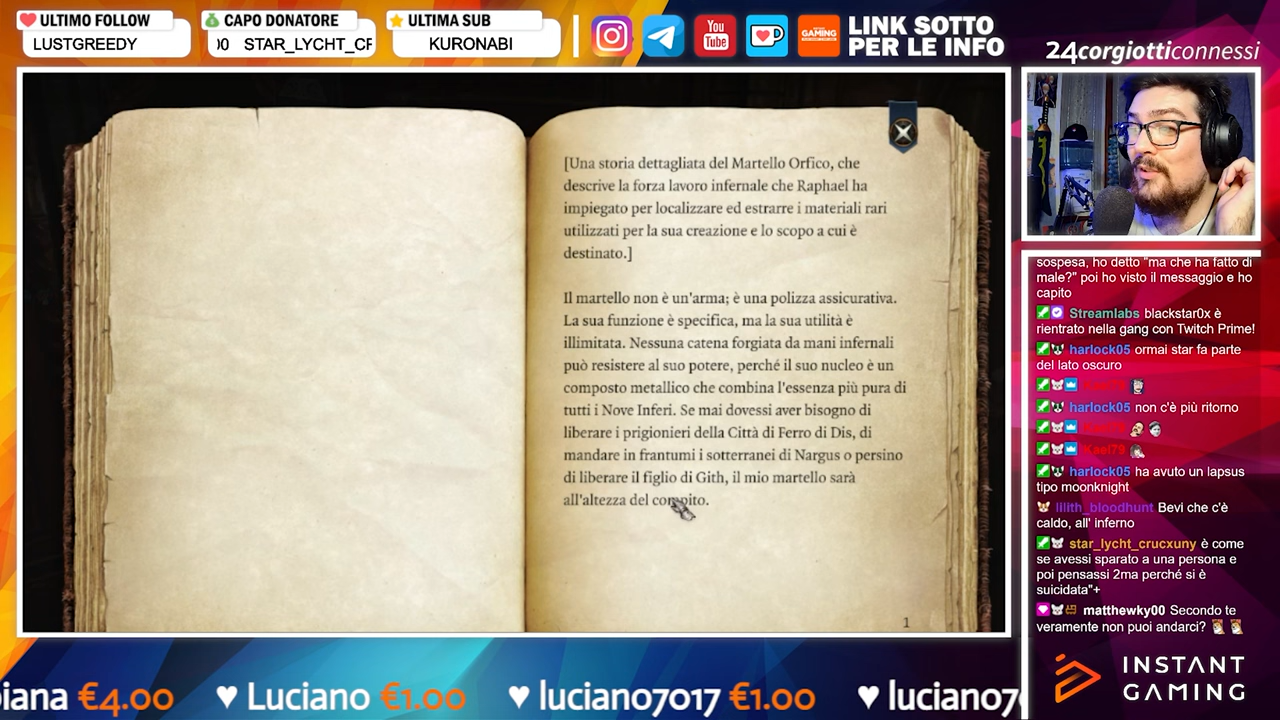 ULTIMO FOLLOW
LUSTGREEDY
CAPO DONATORE
STAR_LYCHT_CR
ULTIMA SUB
KURONABI
You
Tube
GAMING
LINK SOTTO
PER LE INFO
24corgiotticonnessi
[Una storia dettagliata del Martello Orfico, che
descrive la forza lavoro infernale che Raphael ha
impiegato per localizzare ed estrarre i materiali rari
utilizzati per la sua creazione e lo scopo a cui è
destinato.]
Il martello non è un'arma; è una polizza assicurativa.
La sua funzione è specifica, ma la sua utilità è
illimitata. Nessuna catena forgiata da mani infernali
può resistere al suo potere, perché il suo nucleo è un
composto metallico che combina l'essenza più pura di
tutti i Nove Inferi. Se mai dovessi aver bisogno di
liberare i prigionieri della Città di Ferro di Dis, di
mandare in frantumi i sotterranei di Nargus o persino
di liberare il figlio di Gith, il mio martello sarà
all'altezza del compito.
1
sospesa, ho detto "ma che ha fatto di
male?" poi ho visto il messaggio e ho
capito
Streamlabs blackstar0x è
rientrato nella gang con Twitch Prime!
harlock05 ormai star fa parte
del lato oscuro
Kael79
harlock05 non c'è più ritorno
Kael79
Kael79
harlock05 ha avuto un lapsus
tipo moonknight
lilith_bloodhunt Bevi che c'è
caldo, all' inferno
star_lycht_crucxuny è come
se avessi sparato a una persona e
poi pensassi 2ma perché si è
suicidata"+
matthewky00 Secondo te
veramente non puoi andarci?
INSTANT
GAMING
iana €4.00 ♥ Luciano €1.00 ♥ luciano7017 €1.00 ♥ luciano7